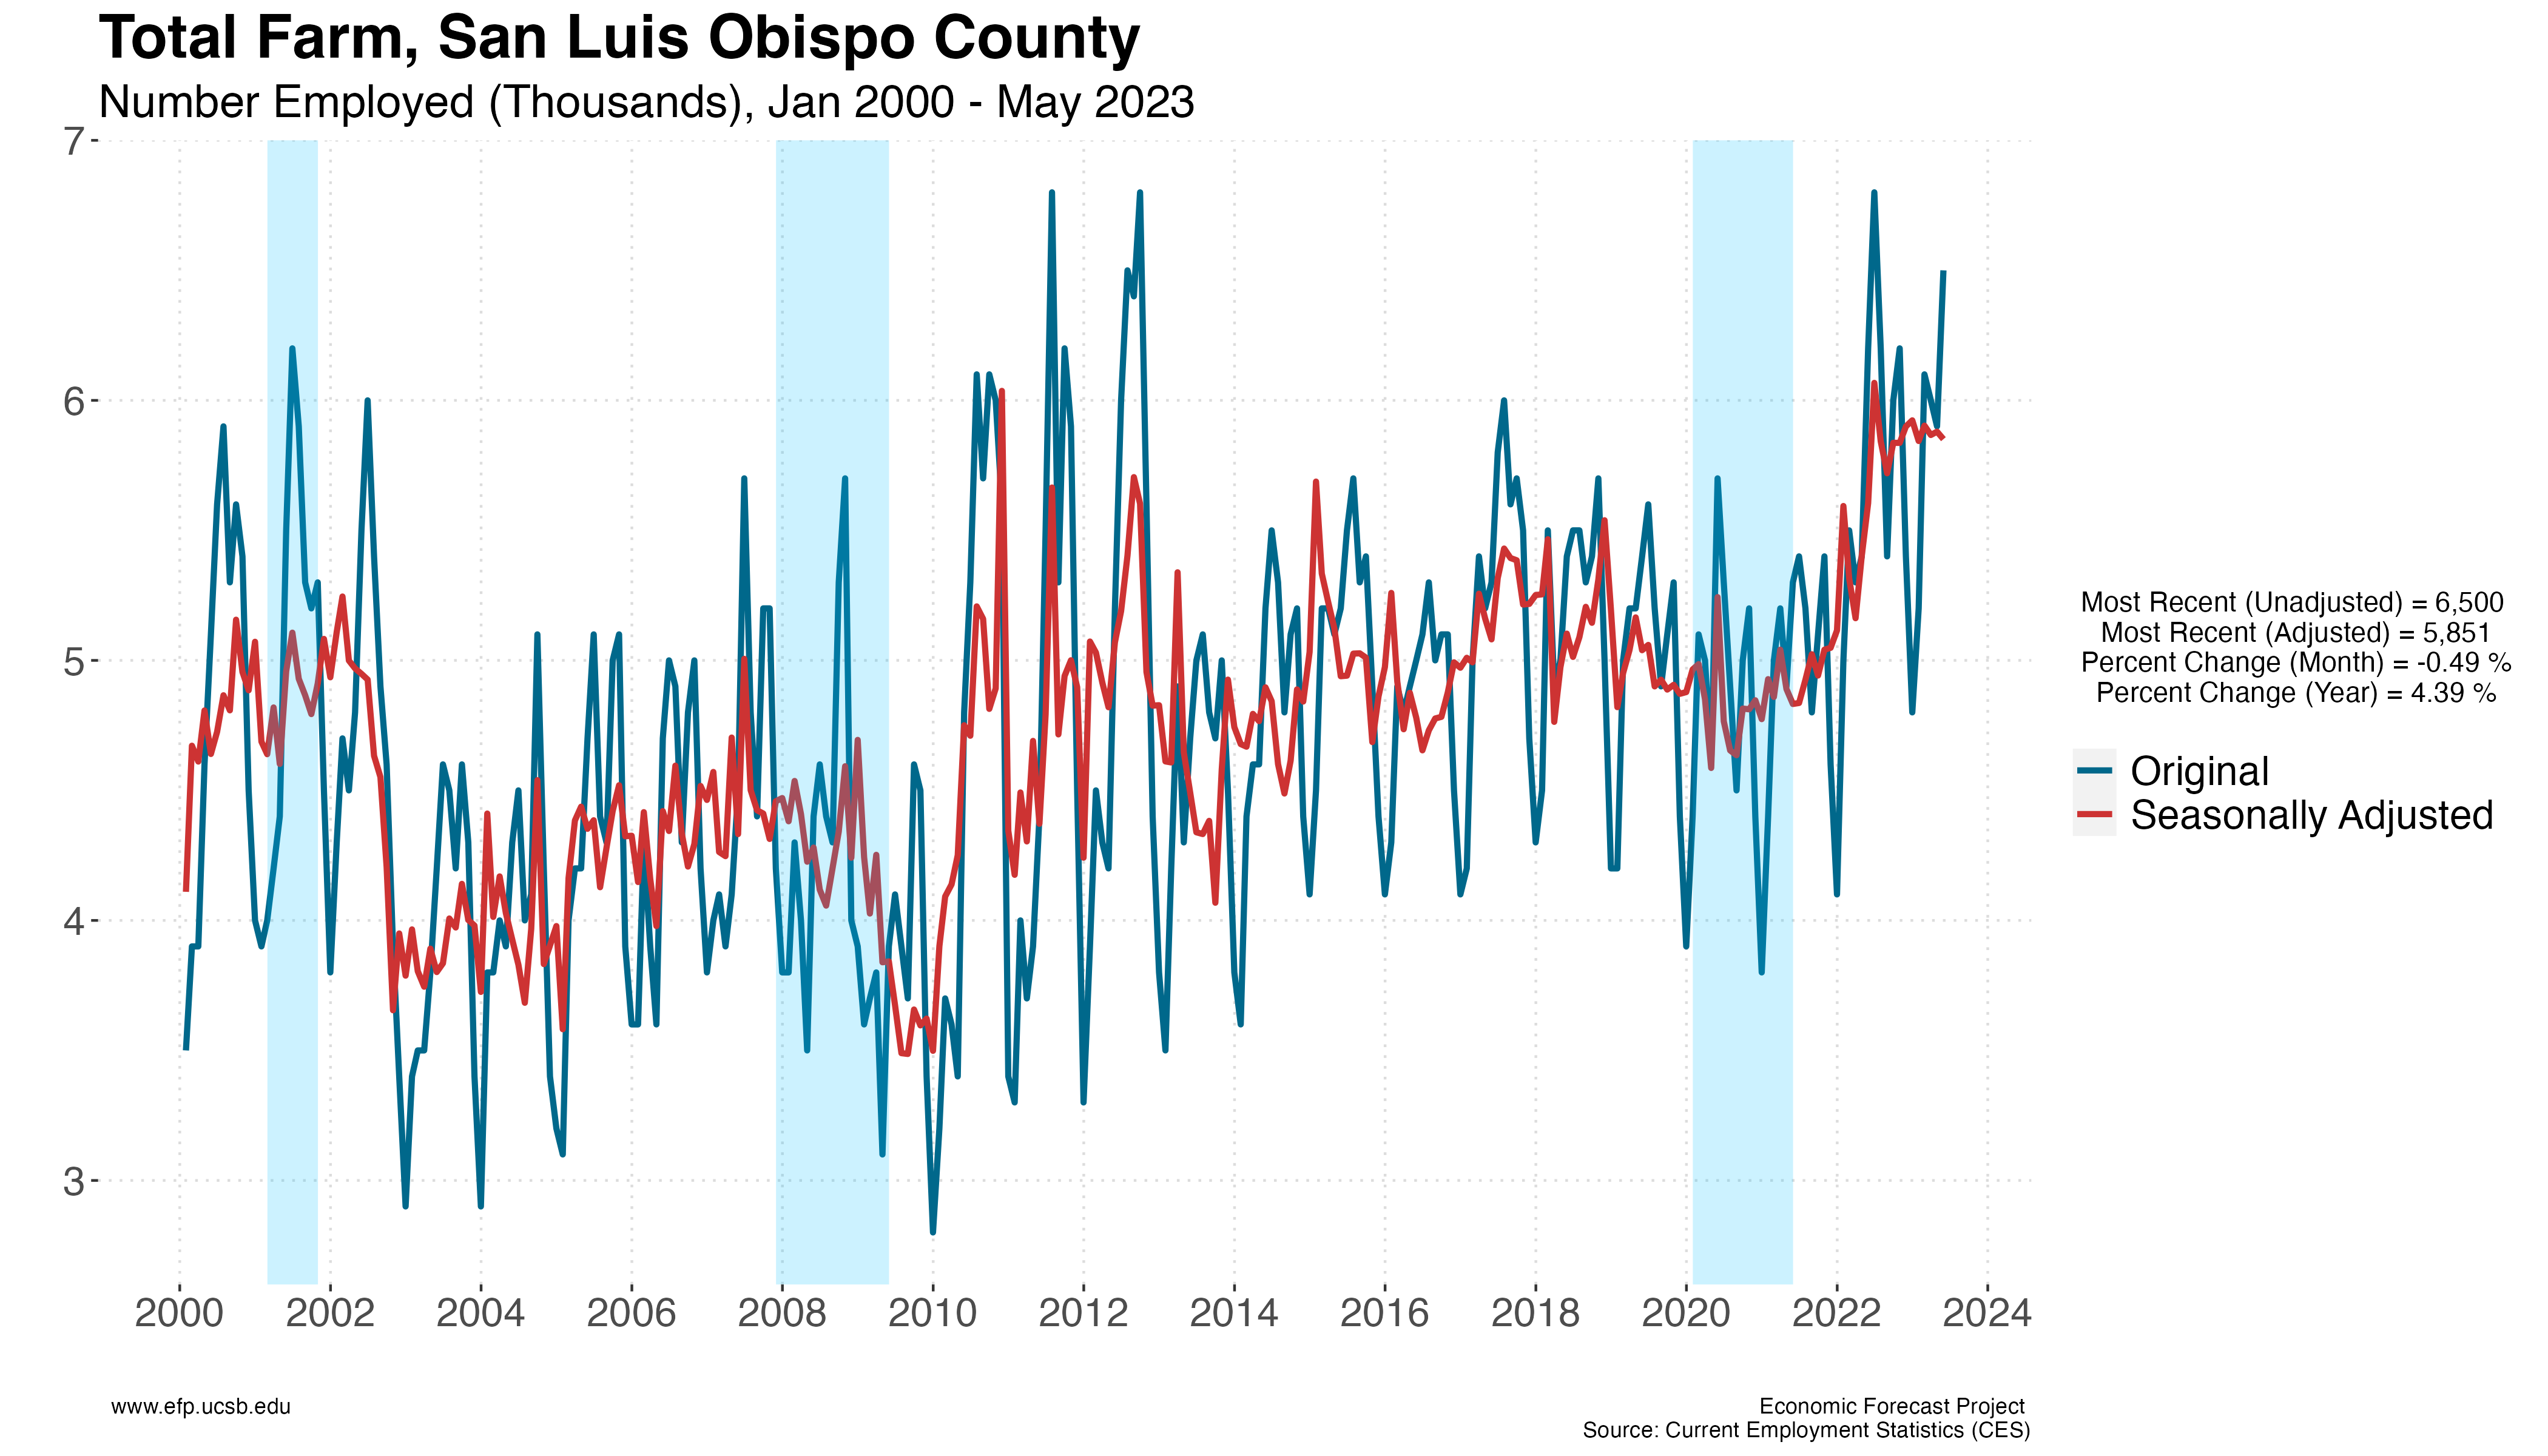 Total Farm, San Luis Obispo County
Number Employed (Thousands), Jan 2000 - May 2023
7
6
5
4
3
2000 2002 2004 2006 2008 2010 2012 2014 2016 2018 2020 2022 2024
Most Recent (Unadjusted) = 6,500
Most Recent (Adjusted) = 5,851
Percent Change (Month) = -0.49 %
Percent Change (Year) = 4.39 %
Original
Seasonally Adjusted
www.efp.ucsb.edu
Economic Forecast Project
Source: Current Employment Statistics (CES)